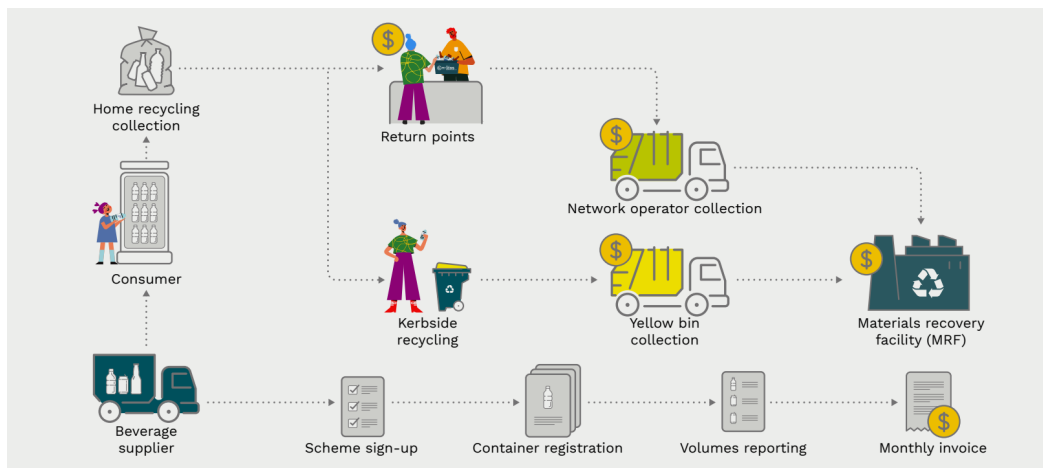 $
Home recycling
collection
Return points
$
Network operator collection
Consumer
Kerbside
recycling
$
Yellow bin
collection
$
Materials recovery
facility (MRF)
Beverage
supplier
Scheme sign-up
Container registration
Volumes reporting
$
Monthly invoice